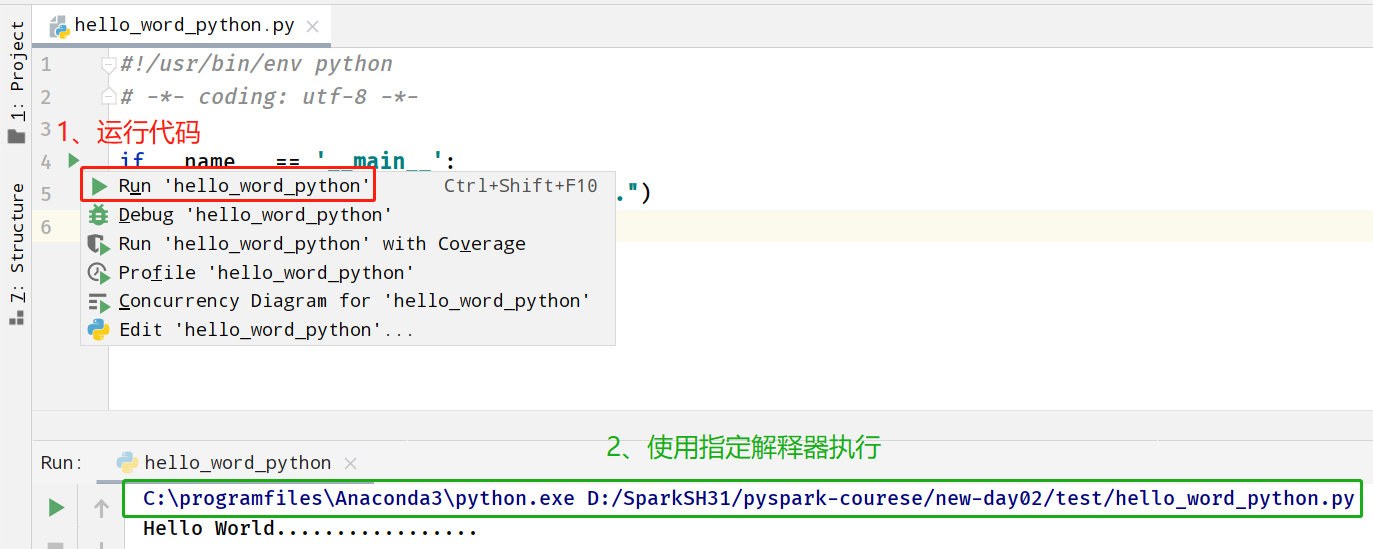 hello_word_python.py
1: Project
7: Structure
1 #!/usr/bin/env python
2 # -*- coding: utf-8 -*-
3
1、运行代码
4 if __name__ == '__main__':
5 .")
6
Run 'hello_word_python' Ctrl+Shift+F10
Debug 'hello_word_python'
Run 'hello_word_python' with Coverage
Profile 'hello_word_python'
Concurrency Diagram for 'hello_word_python'
Edit 'hello_word_python'...
2、使用指定解释器执行
Run: hello_word_python
C:\programfiles\Anaconda3\python.exe D:/SparkSH31/pyspark-courese/new-day02/test/hello_word_python.py
Hello World.................